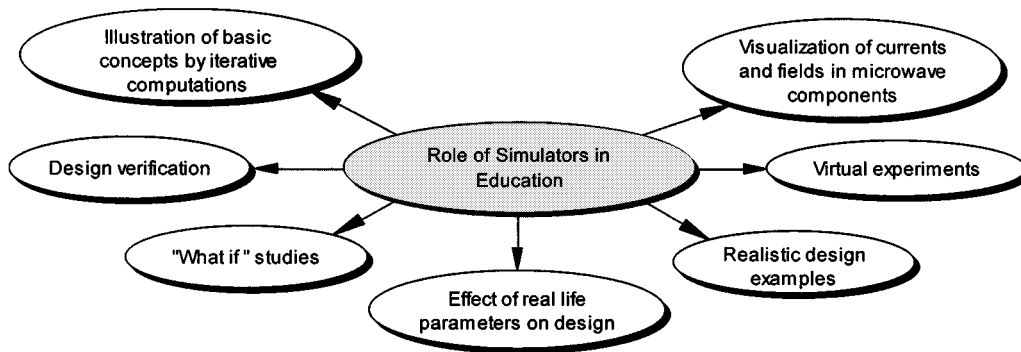 Illustration of basic
concepts by iterative
computations
Visualization of currents
and fields in microwave
components
Role of Simulators in
Education
Design verification
Virtual experiments
"What if" studies
Realistic design
examples
Effect of real life
parameters on design